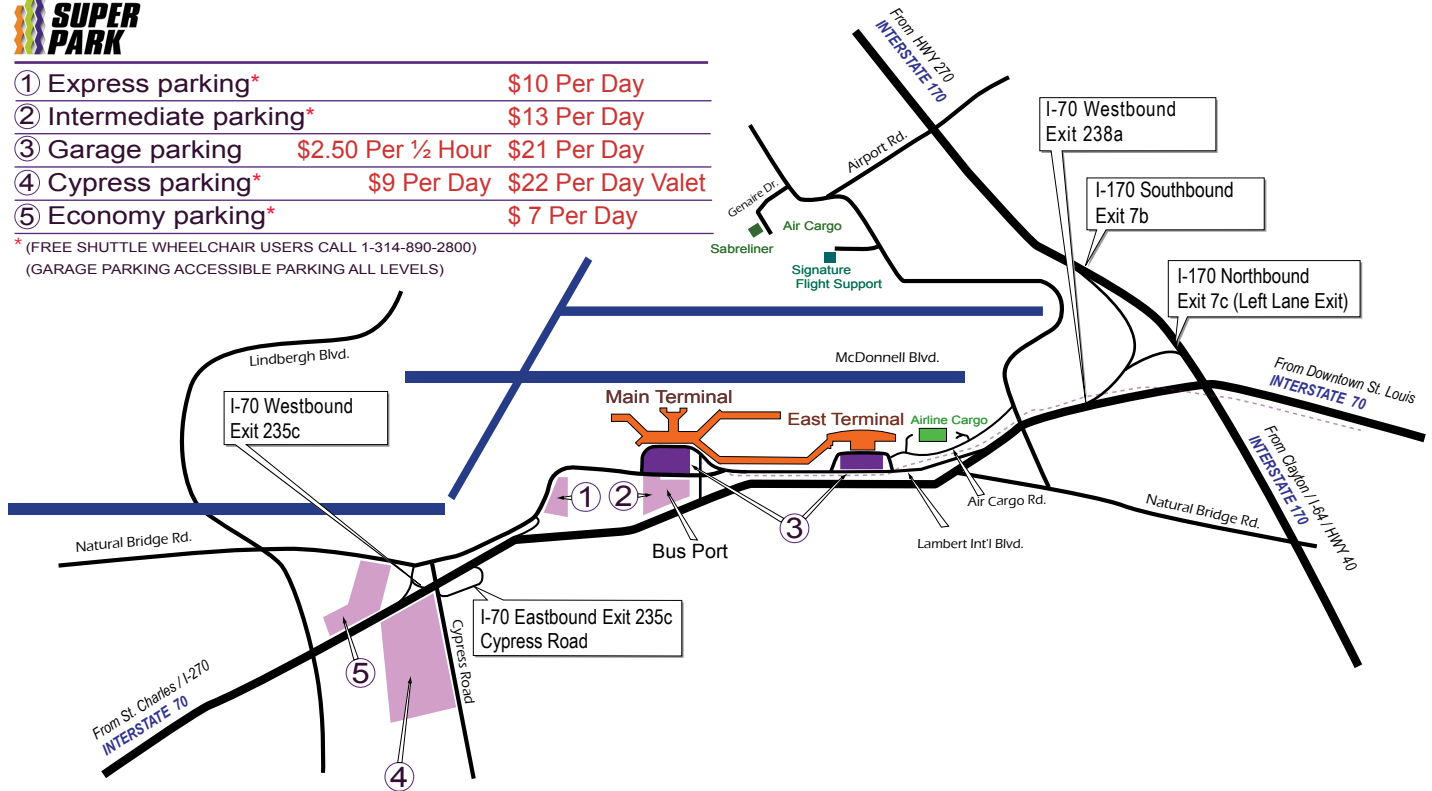 SUPER
PARK
1 Express parking* $10 Per Day
2 Intermediate parking* $13 Per Day
3 Garage parking $2.50 Per ½ Hour $21 Per Day
4 Cypress parking* $9 Per Day $22 Per Day Valet
5 Economy parking* $ 7 Per Day
* (FREE SHUTTLE WHEELCHAIR USERS CALL 1-314-890-2800)
(GARAGE PARKING ACCESSIBLE PARKING ALL LEVELS)
From HWY 270
INTERSTATE 170
I-70 Westbound
Exit 238a
Airport Rd.
I-170 Southbound
Exit 7b
Genaire Dr.
Air Cargo
Sabreliner
Signature
Flight Support
I-170 Northbound
Exit 7c (Left Lane Exit)
Lindbergh Blvd.
McDonnell Blvd.
From Downtown St. Louis
INTERSTATE 70
I-70 Westbound
Exit 235c
Main Terminal
East Terminal
Airline Cargo
From Clayton / I-64 / HWY 40
INTERSTATE 170
1
2
3
Air Cargo Rd.
Natural Bridge Rd.
Lambert Int'l Blvd.
Bus Port
Natural Bridge Rd.
I-70 Eastbound Exit 235c
Cypress Road
Cypress Road
5
From St. Charles / I-270
INTERSTATE 70
4